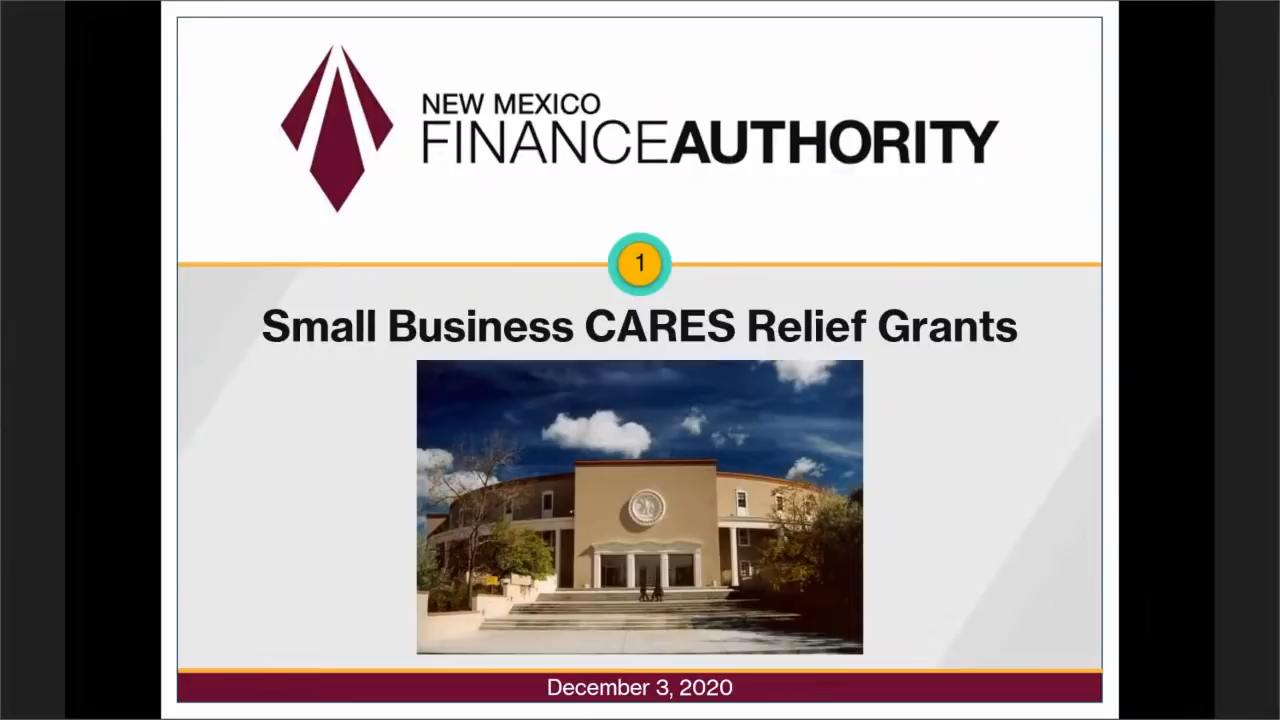 NEW MEXICO
FINANCEAUTHORITY
1
Small Business CARES Relief Grants
December 3, 2020